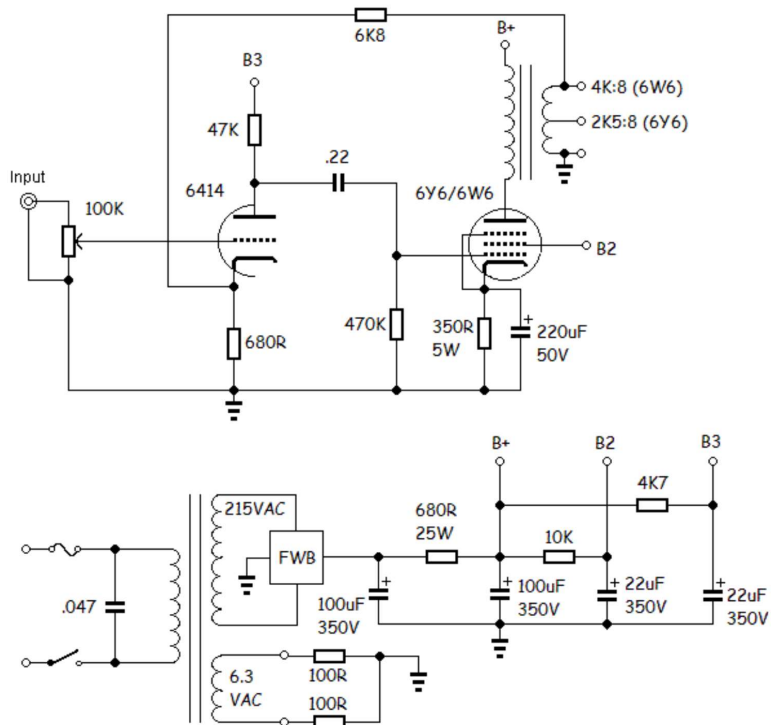 6K8
B+
B3
4K:8 (6W6)
47K
2K5:8 (6Y6)
.22
Input
6414
6Y6/6W6
100K
B2
470K
350R
5W
+
220uF
50V
680R
B+
B2
B3
4K7
215VAC
680R
25W
FWB
10K
.047
+
100uF
350V
+
100uF
350V
+
22uF
350V
+
22uF
350V
6.3
VAC
100R
100R